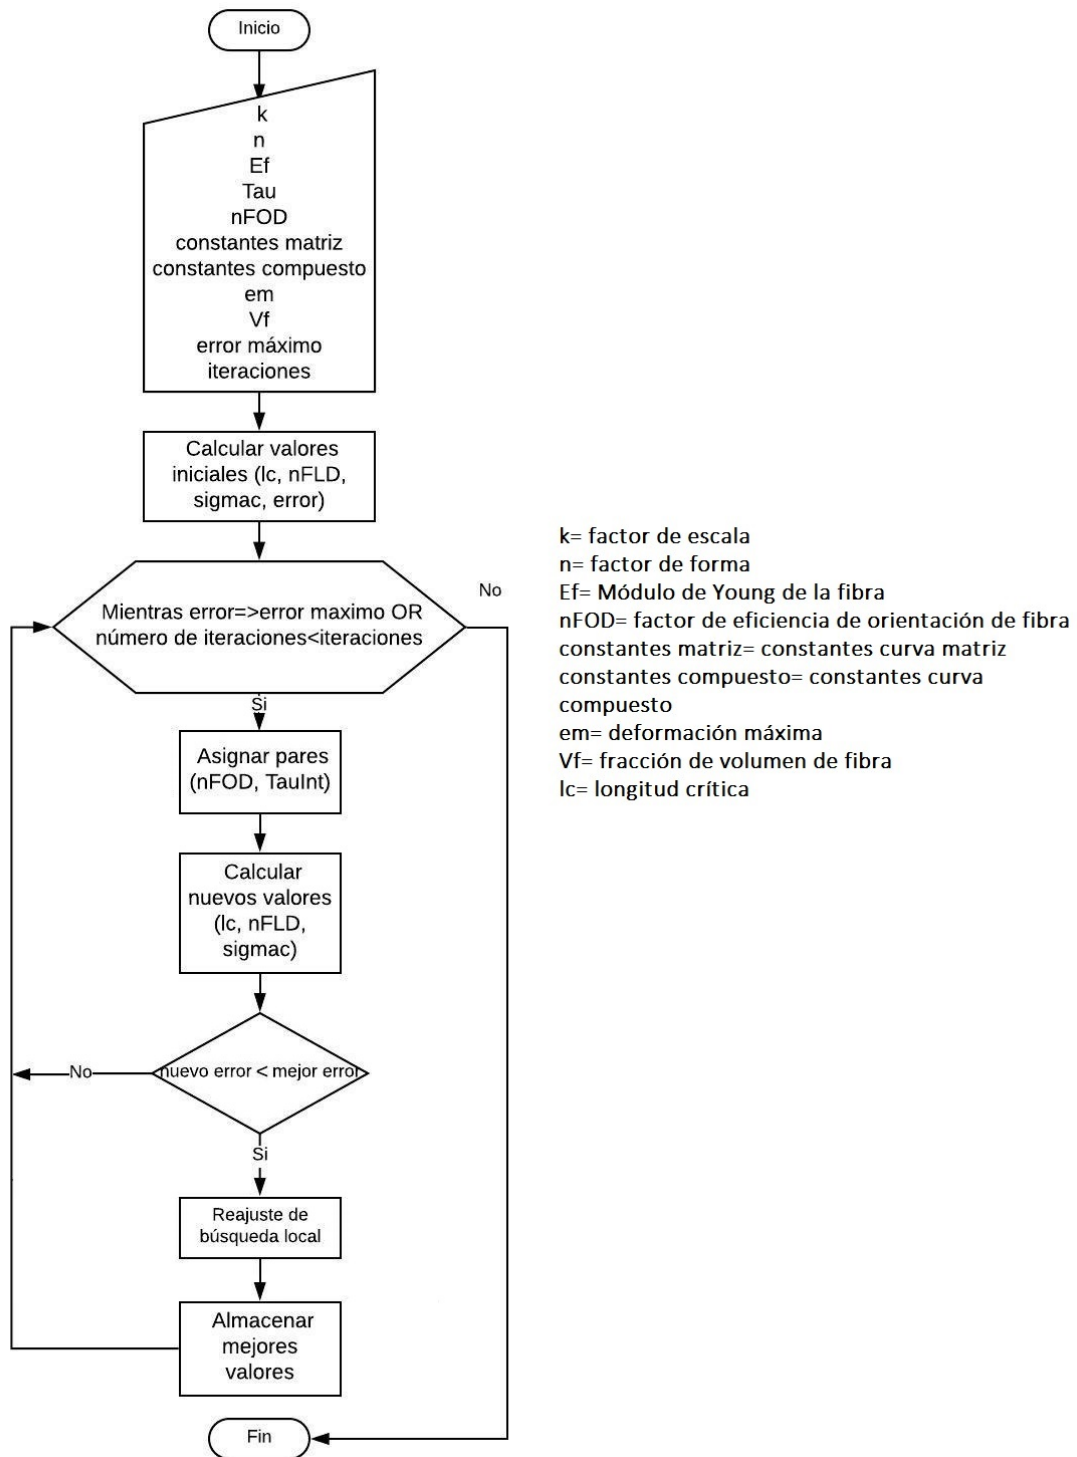 Inicio
k
n
Ef
Tau
nFOD
constantes matriz
constantes compuesto
em
Vf
error máximo
iteraciones
Calcular valores
iniciales (lc, nFLD,
sigmac, error)
Mientras error=>error maximo OR
número de iteraciones<iteraciones
No
Si
Asignar pares
(nFOD, TauInt)
Calcular
nuevos valores
(lc, nFLD,
sigmac)
nuevo error < mejor error
No
Si
Reajuste de
búsqueda local
Almacenar
mejores
valores
Fin
k= factor de escala
n= factor de forma
Ef= Módulo de Young de la fibra
nFOD= factor de eficiencia de orientación de fibra
constantes matriz= constantes curva matriz
constantes compuesto= constantes curva
compuesto
em= deformación máxima
Vf= fracción de volumen de fibra
lc= longitud crítica